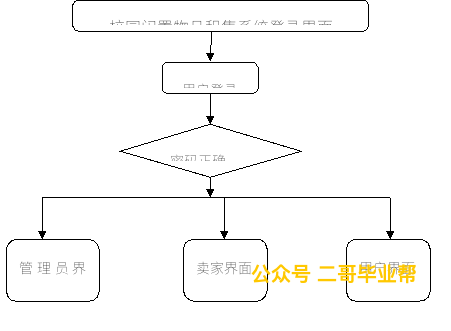 校园闲置物品租售系统登录界面
用户登录
密码正确
管理员界
卖家界面
用户界面
公众号 二哥毕业帮